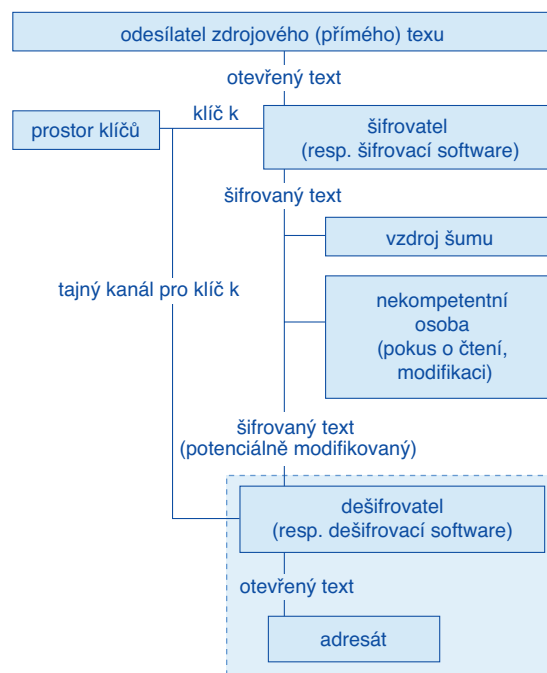 odesílatel zdrojového (přímého) texu
otevřený text
klíč k
prostor klíčů
šifrovatel
(resp. šifrovací software)
šifrovaný text
vzdroj šumu
tajný kanál pro klíč k
nekompetentní
osoba
(pokus o čtení,
modifikaci)
šifrovaný text
(potenciálně modifikovaný)
dešifrovatel
(resp. dešifrovací software)
otevřený text
adresát